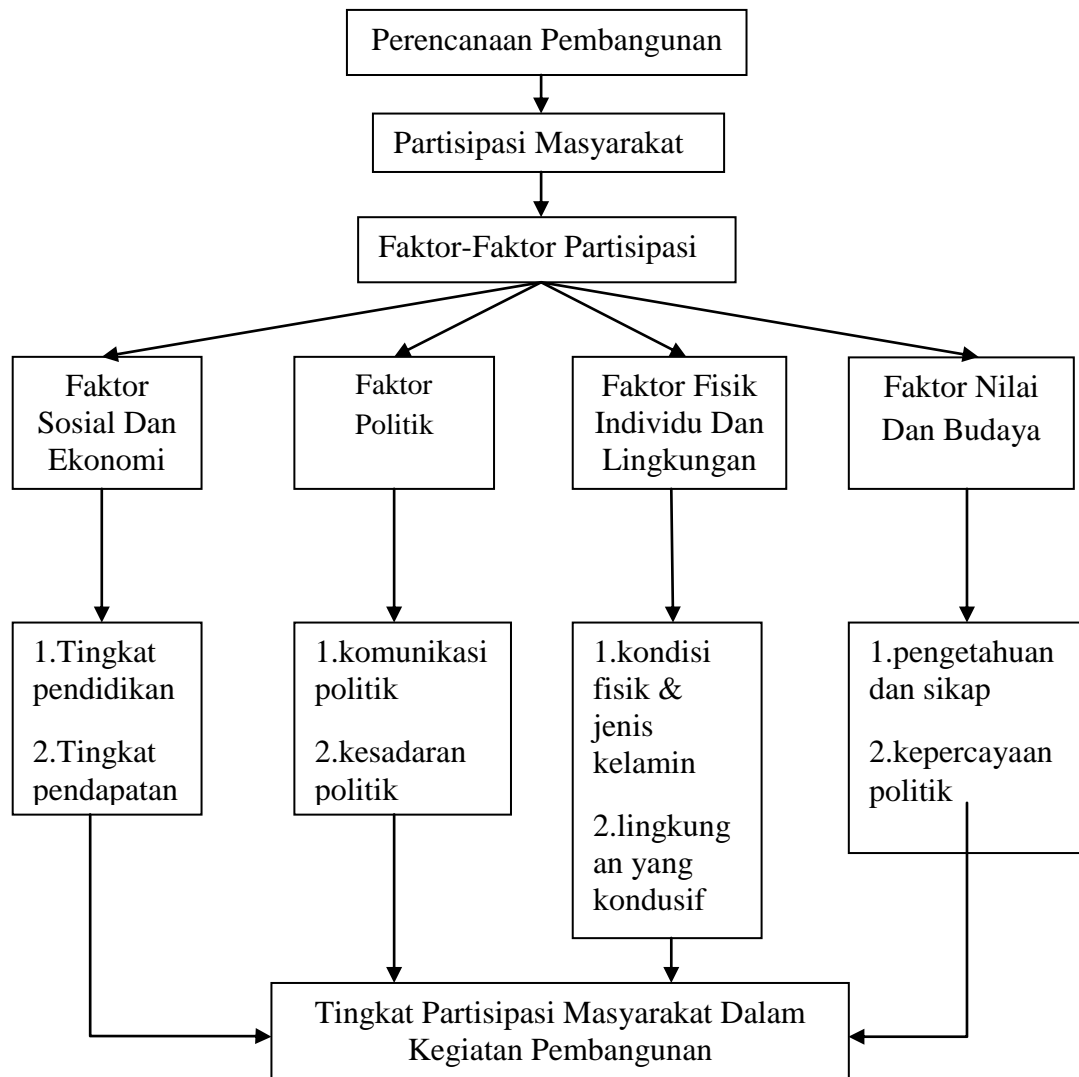 Perencanaan Pembangunan
Partisipasi Masyarakat
Faktor-Faktor Partisipasi
Faktor
Sosial Dan
Ekonomi
Faktor
Politik
Faktor Fisik
Individu Dan
Lingkungan
Faktor Nilai
Dan Budaya
1.Tingkat
pendidikan
2.Tingkat
pendapatan
1.komunikasi
politik
2.kesadaran
politik
1.kondisi
fisik &
jenis
kelamin
2.lingkung
an yang
kondusif
1.pengetahuan
dan sikap
2.kepercayaan
politik
Tingkat Partisipasi Masyarakat Dalam
Kegiatan Pembangunan